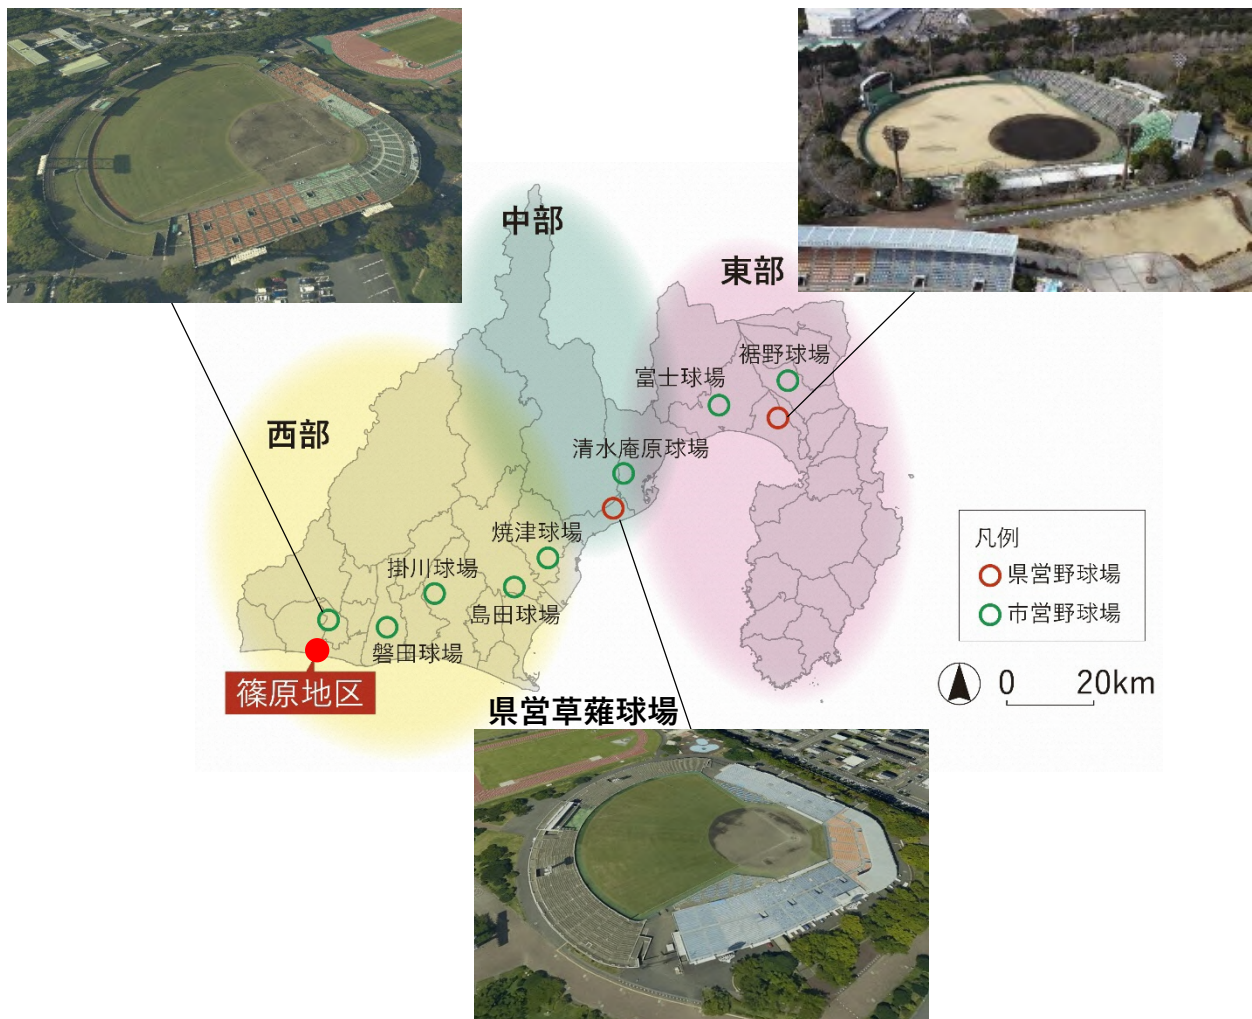 中部
東部
西部
裾野球場
富士球場
清水庵原球場
焼津球場
掛川球場
島田球場
磐田球場
篠原地区
県営草薙球場
凡例
県営野球場
市営野球場
0 20km